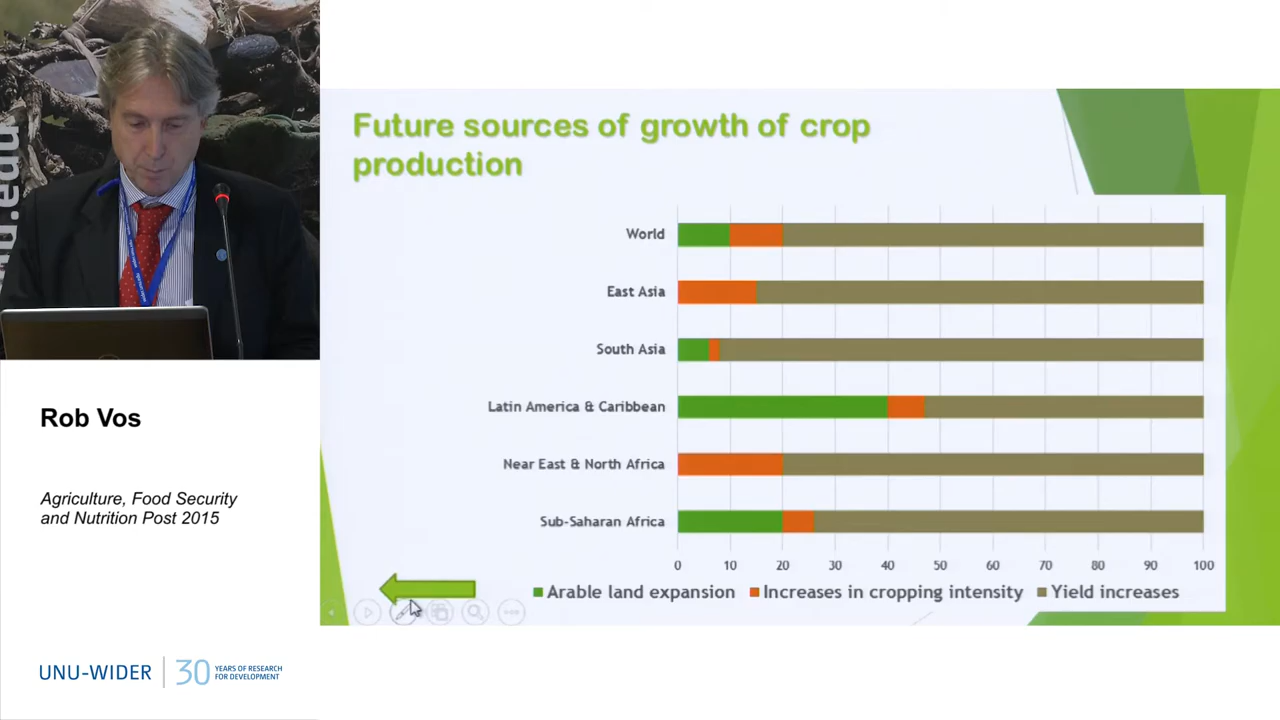 nu.edu
Rob Vos
Agriculture, Food Security
and Nutrition Post 2015
UNU-WIDER
30 YEARS OF RESEARCH
FOR DEVELOPMENT
Future sources of growth of crop
production
World
East Asia
South Asia
Latin America & Caribbean
Near East & North Africa
Sub-Saharan Africa
0 10 20 30 40 50 60 70 80 90 100
Arable land expansion Increases in cropping intensity Yield increases